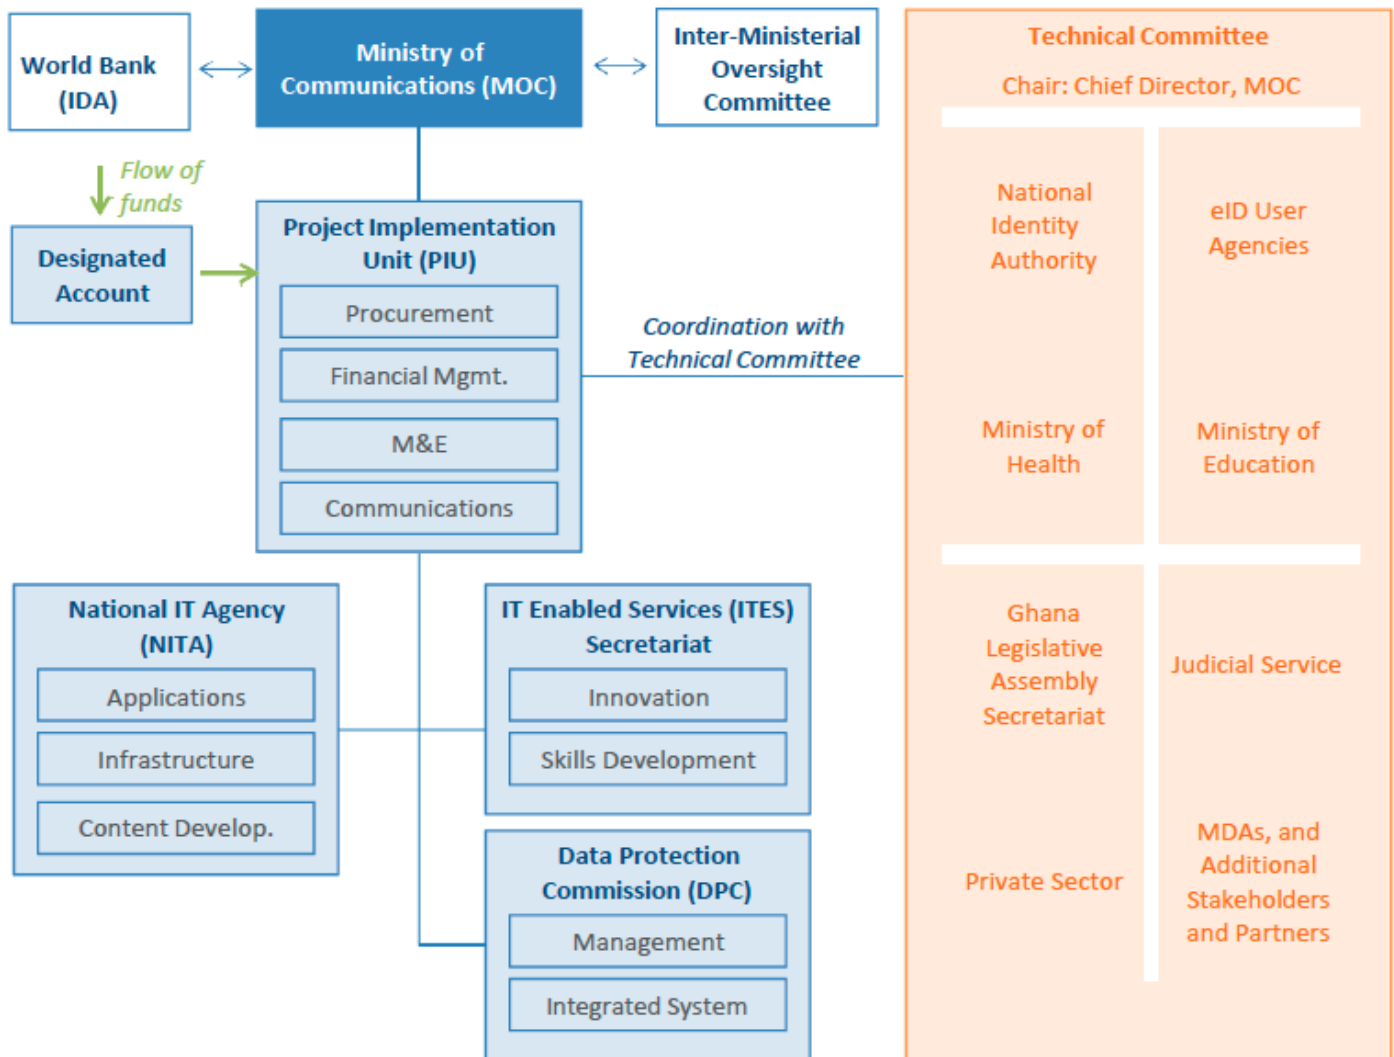 World Bank
(IDA)
Ministry of
Communications (MOC)
Inter-Ministerial
Oversight
Committee
Flow of
funds
Designated
Account
Project Implementation
Unit (PIU)
Procurement
Financial Mgmt.
M&E
Communications
Coordination with
Technical Committee
National IT Agency
(NITA)
Applications
Infrastructure
Content Develop.
IT Enabled Services (ITES)
Secretariat
Innovation
Skills Development
Data Protection
Commission (DPC)
Management
Integrated System
Technical Committee
Chair: Chief Director, MOC
National
Identity
Authority
eID User
Agencies
Ministry of
Health
Ministry of
Education
Ghana
Legislative
Assembly
Secretariat
Judicial Service
Private Sector
MDAs, and
Additional
Stakeholders
and Partners